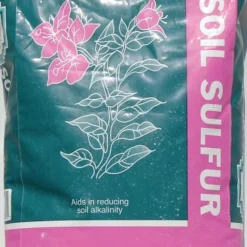 SOIL SULFUR
Aids in reducing
soil alkalinity